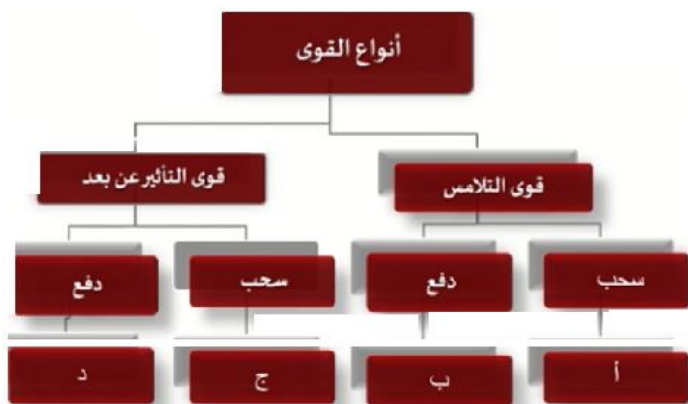 أنواع القوى
قوى التلامس
قوى التأثير عن بعد
سحب
دفع
سحب
دفع
أ
ب
ج
د